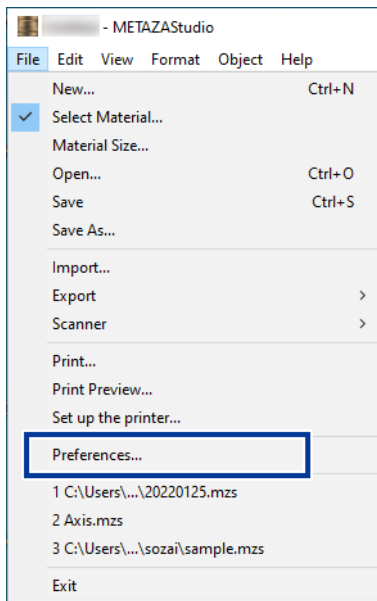 - METAZAStudio
File Edit View Format Object Help
New... Ctrl+N
Select Material...
Material Size...
Open... Ctrl+O
Save Ctrl+S
Save As...
Import...
Export >
Scanner >
Print...
Print Preview...
Set up the printer...
Preferences...
1 C:\Users\...\20220125.mzs
2 Axis.mzs
3 C:\Users\...\sozai\sample.mzs
Exit